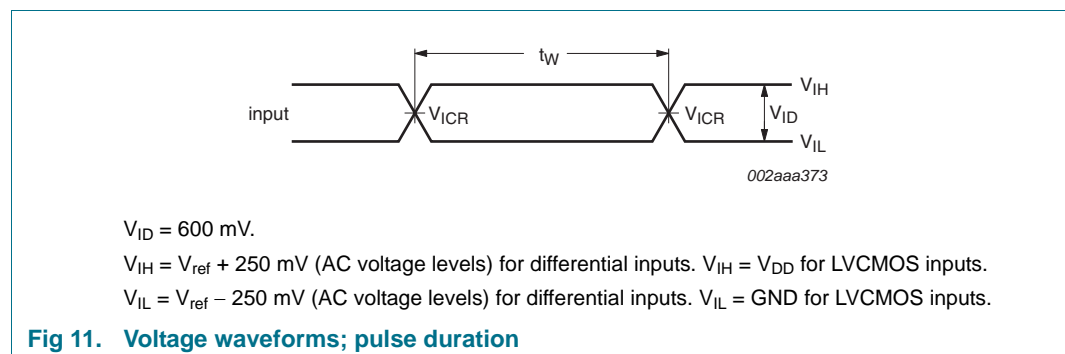 tW
input
VICR
VICR
VIH
VID
VIL
002aaa373
VID = 600 mV.
VIH = Vref + 250 mV (AC voltage levels) for differential inputs. VIH = VDD for LVCMOS inputs.
VIL = Vref − 250 mV (AC voltage levels) for differential inputs. VIL = GND for LVCMOS inputs.
Fig 11. Voltage waveforms; pulse duration